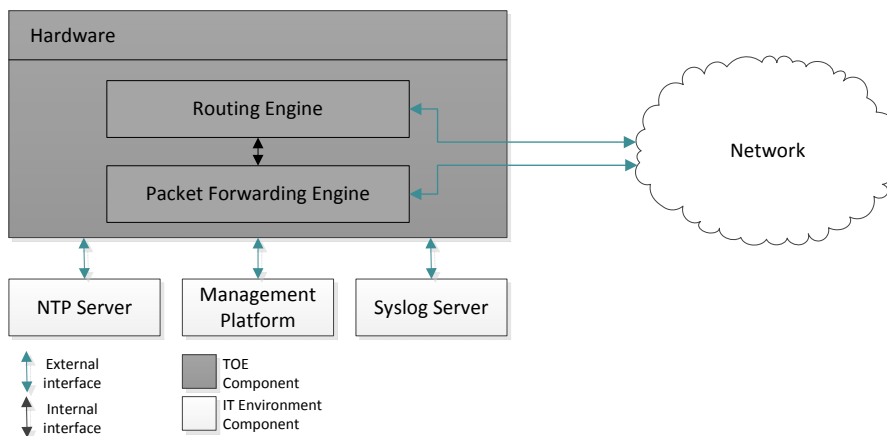 Hardware
Routing Engine
Packet Forwarding Engine
Network
NTP Server
Management
Platform
Syslog Server
External
interface
TOE
Component
Internal
interface
IT Environment
Component